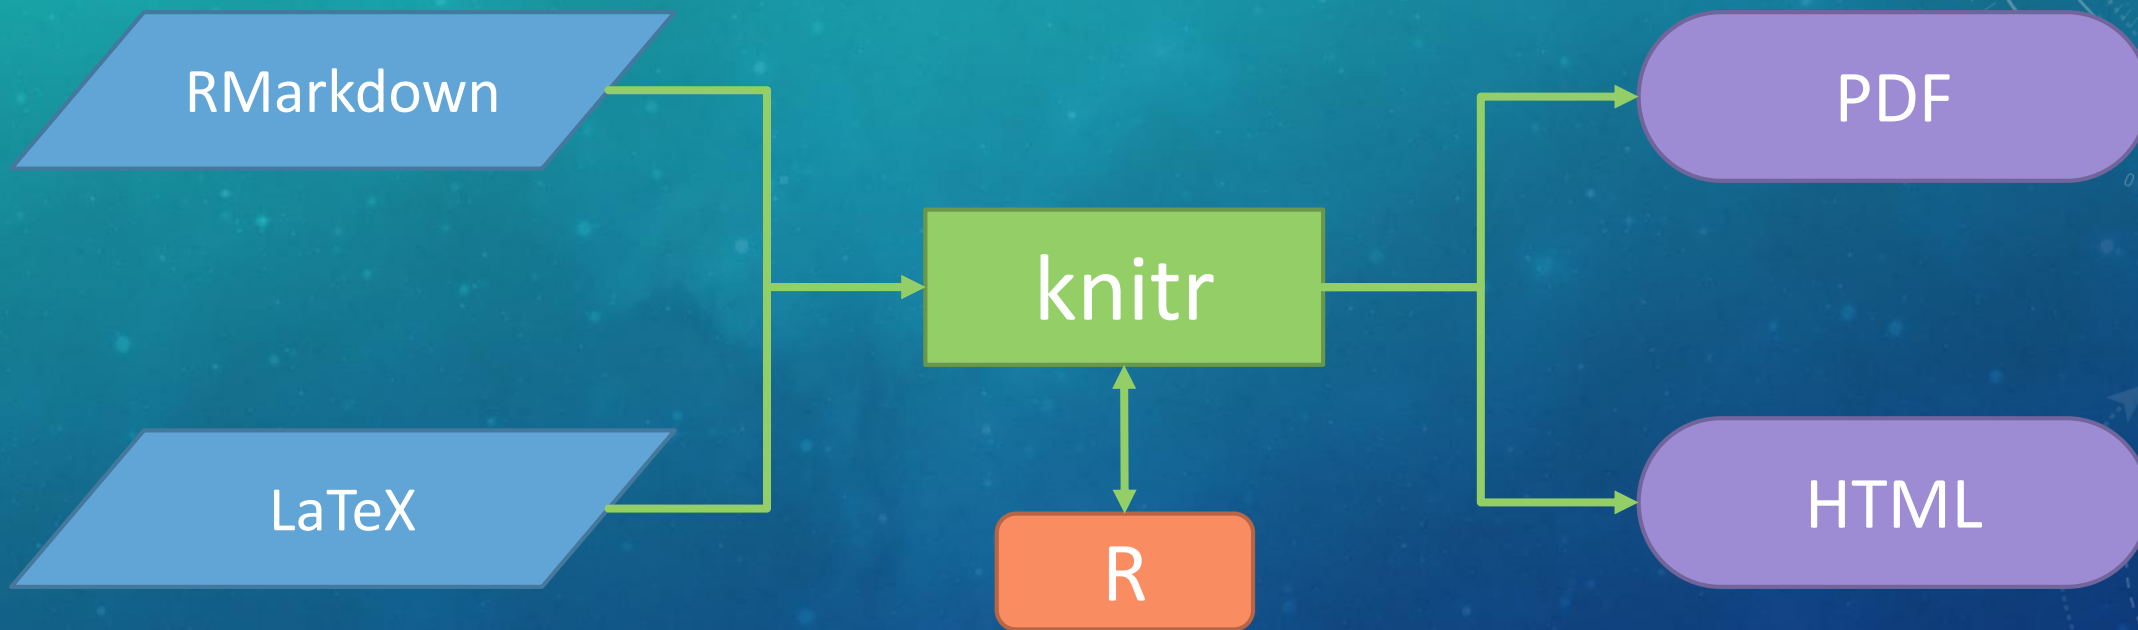 RMarkdown
PDF
knitr
LaTeX
HTML
R